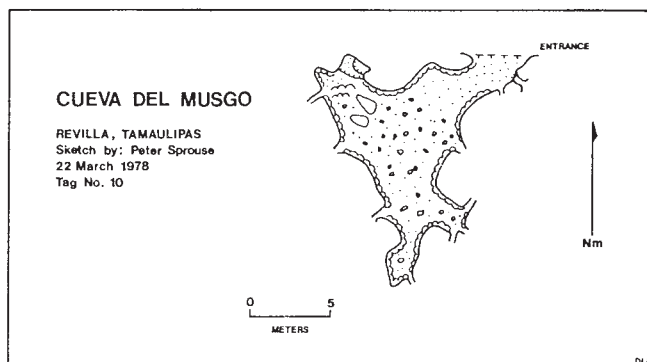 ENTRANCE
CUEVA DEL MUSGO
REVILLA, TAMAULIPAS
Sketch by: Peter Sprouse
22 March 1978
Tag No. 10
Nm
0 5
METERS